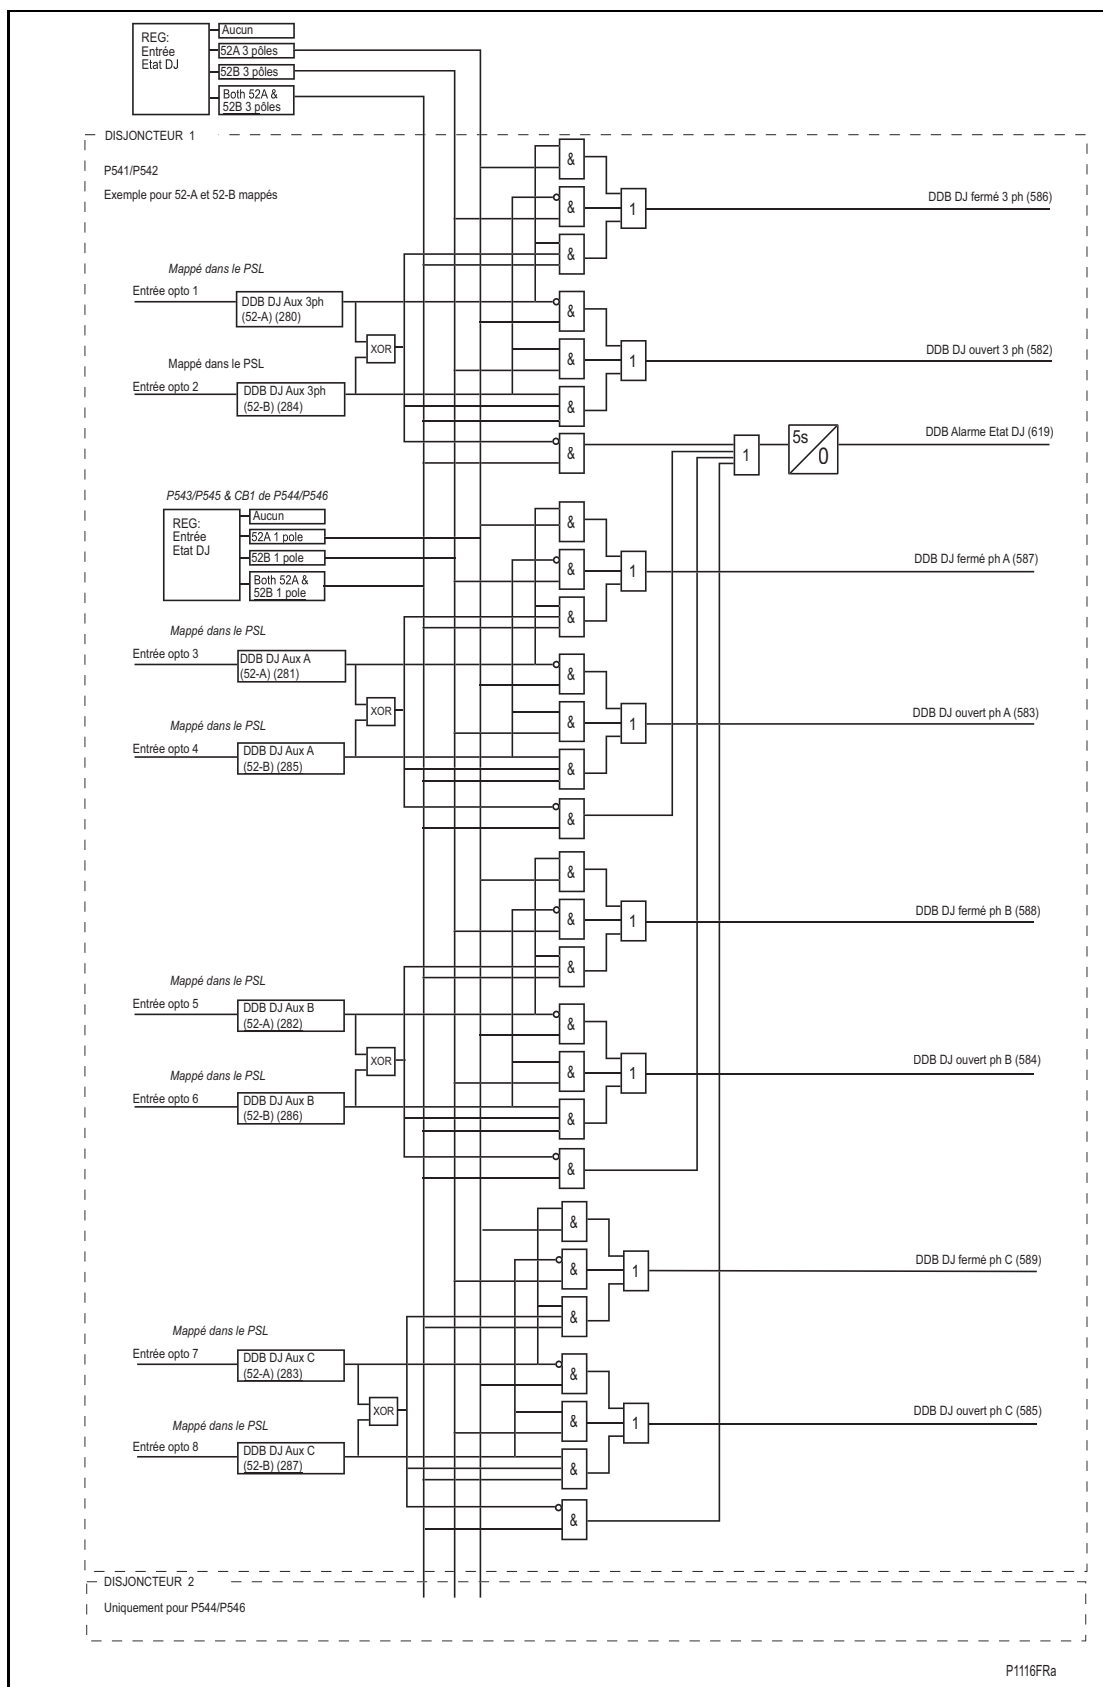 REG:
Entrée
Etat DJ
Aucun
52A 3 pôles
52B 3 pôles
Both 52A &
52B 3 pôles
DISJONCTEUR 1
P541/P542
Exemple pour 52-A et 52-B mappés
&
&
1
DDB DJ fermé 3 ph (586)
&
Mappé dans le PSL
Entrée opto 1
DDB DJ Aux 3ph
(52-A) (280)
&
XOR
&
1
DDB DJ ouvert 3 ph (582)
Mappé dans le PSL
Entrée opto 2
DDB DJ Aux 3ph
(52-B) (284)
&
&
1
5s
0
DDB Alarme Etat DJ (619)
P543/P545 & CB1 de P544/P546
REG:
Entrée
Etat DJ
Aucun
52A 1 pole
52B 1 pole
Both 52A &
52B 1 pole
&
&
1
DDB DJ fermé ph A (587)
&
Mappé dans le PSL
Entrée opto 3
DDB DJ Aux A
(52-A) (281)
&
XOR
&
1
DDB DJ ouvert ph A (583)
Mappé dans le PSL
Entrée opto 4
DDB DJ Aux A
(52-B) (285)
&
&
&
&
1
DDB DJ fermé ph B (588)
&
Mappé dans le PSL
Entrée opto 5
DDB DJ Aux B
(52-A) (282)
&
XOR
&
1
DDB DJ ouvert ph B (584)
Mappé dans le PSL
Entrée opto 6
DDB DJ Aux B
(52-B) (286)
&
&
&
&
1
DDB DJ fermé ph C (589)
&
Mappé dans le PSL
Entrée opto 7
DDB DJ Aux C
(52-A) (283)
&
XOR
&
1
DDB DJ ouvert ph C (585)
Mappé dans le PSL
Entrée opto 8
DDB DJ Aux C
(52-B) (287)
&
&
DISJONCTEUR 2
Uniquement pour P544/P546
P1116FRa